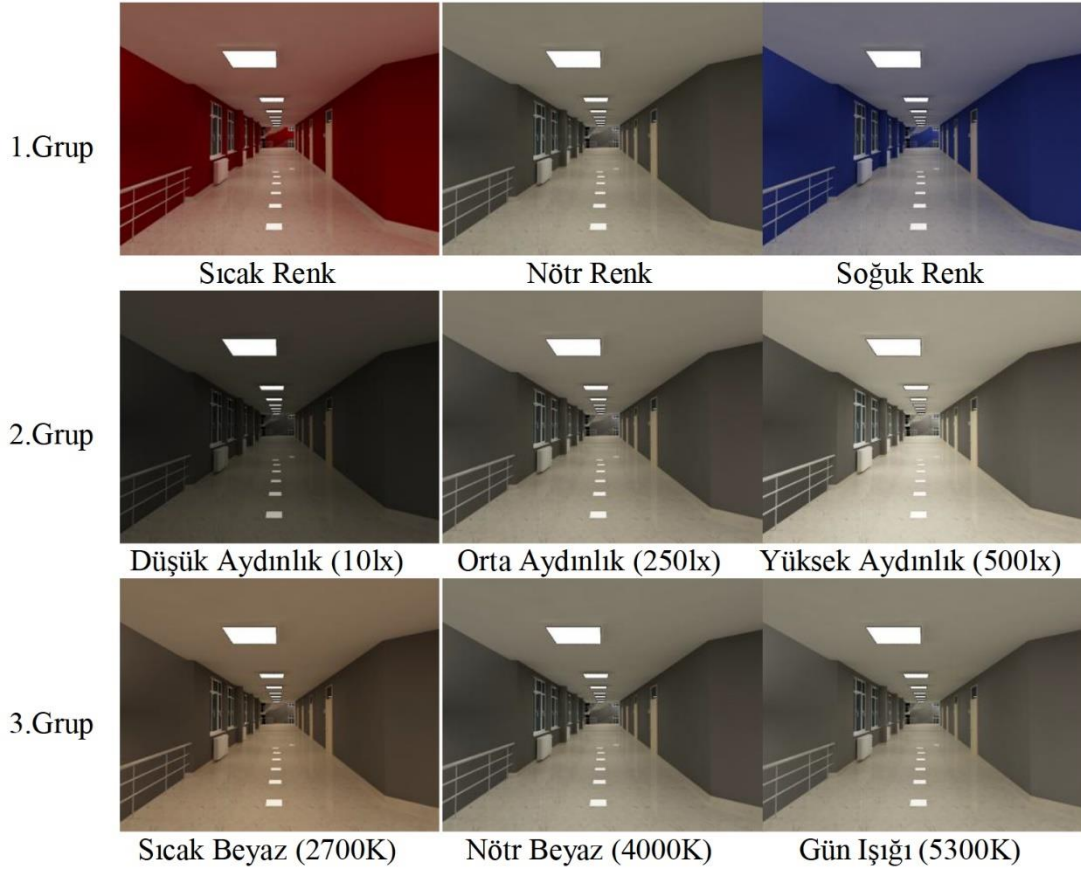 1.Grup
Sıcak Renk Nötr Renk Soğuk Renk
2.Grup
Düşük Aydınlık (10lx) Orta Aydınlık (250lx) Yüksek Aydınlık (500lx)
3.Grup
Sıcak Beyaz (2700K) Nötr Beyaz (4000K) Gün Işığı (5300K)